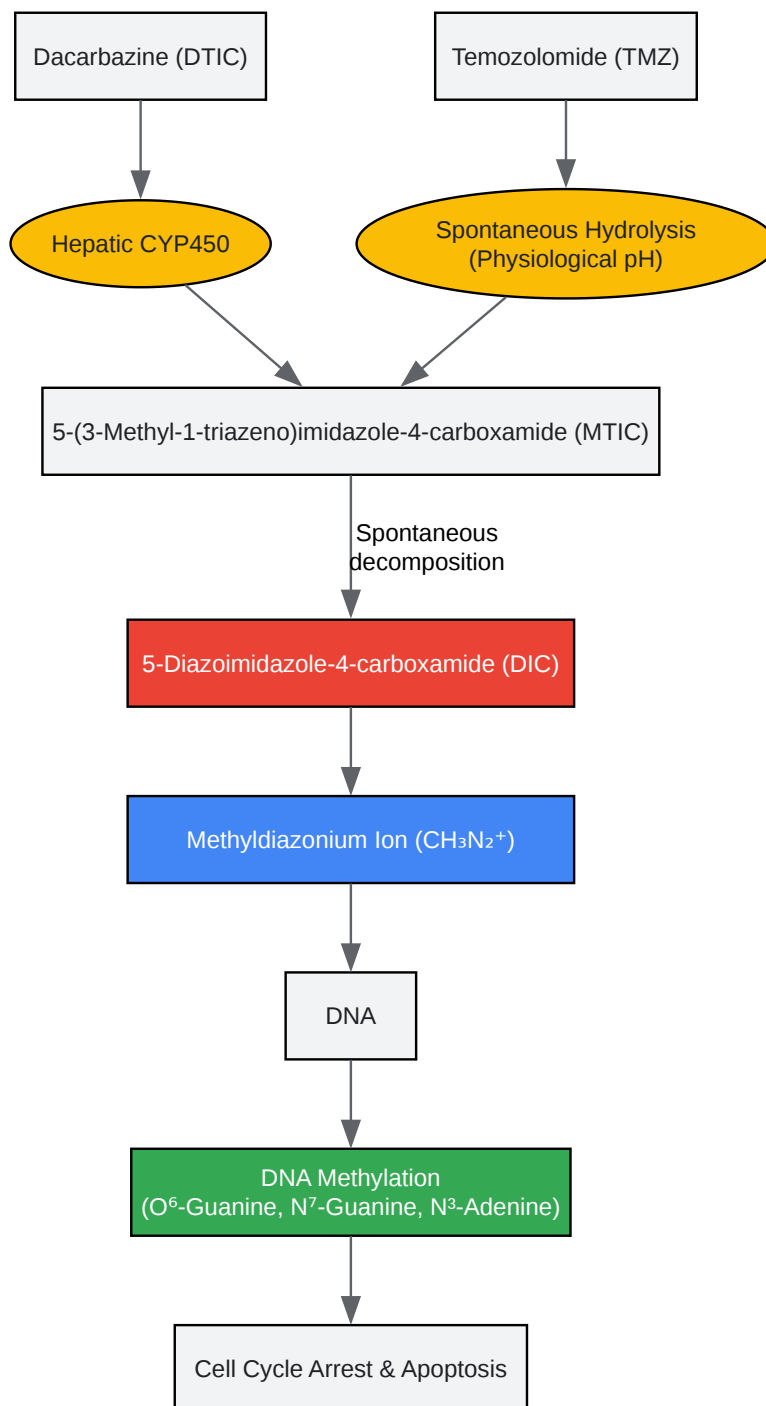 Dacarbazine (DTIC)
Temozolomide (TMZ)
Hepatic CYP450
Spontaneous Hydrolysis
(Physiological pH)
5-(3-Methyl-1-triazeno)imidazole-4-carboxamide (MTIC)
Spontaneous
decomposition
5-Diazoimidazole-4-carboxamide (DIC)
Methyldiazonium Ion (CH₃N₂⁺)
DNA
DNA Methylation
(O⁶-Guanine, N⁷-Guanine, N³-Adenine)
Cell Cycle Arrest & Apoptosis